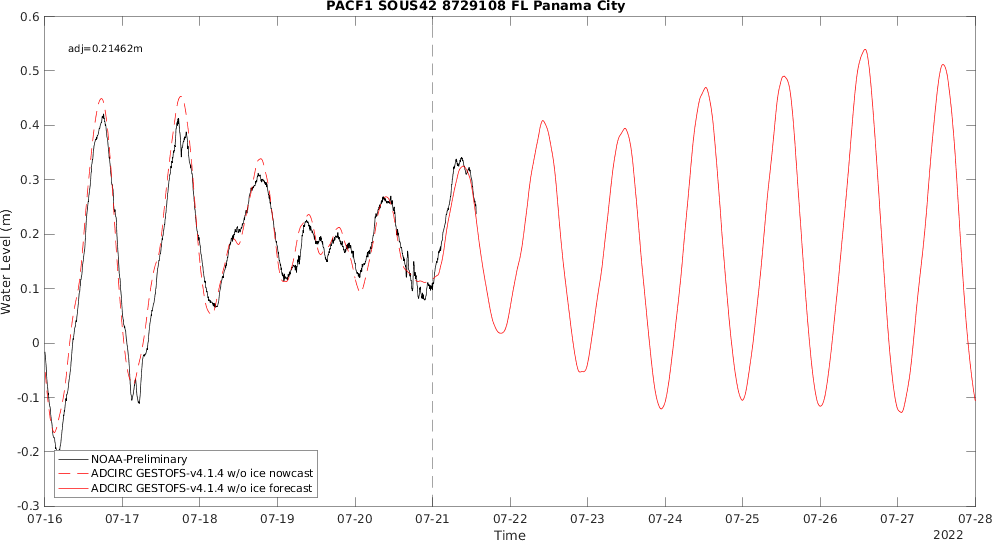 PACF1 SOUS42 8729108 FL Panama City
adj=0.21462m
0.6
0.5
0.4
0.3
0.2
0.1
0
-0.1
-0.2
-0.3
Water Level (m)
NOAA-Preliminary
ADCIRC GESTOFS-v4.1.4 w/o ice nowcast
ADCIRC GESTOFS-v4.1.4 w/o ice forecast
07-16 07-17 07-18 07-19 07-20 07-21 07-22 07-23 07-24 07-25 07-26 07-27 07-28
Time
2022